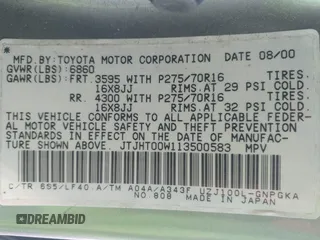 MFD.BY: TOYOTA MOTOR CORPORATION DATE 08/00
GVWR(LBS): 6860
GAWR(LBS): FRT. 3595 WITH P275/70R16 TIRES.
16X8JJ RIMS.AT 29 PSI COLD.
RR. 4300 WITH P275/70R16 TIRES.
16X8JJ RIMS.AT 32 PSI COLD.
THIS VEHICLE CONFORMS TO ALL APPLICABLE FEDER-
AL MOTOR VEHICLE SAFETY AND THEFT PREVENTION
STANDARDS IN EFFECT ON THE DATE OF MANUFAC-
TURE SHOWN ABOVE. JTJHT00W113500583 MPV
C/TR 6S5/LF40 A/TM A04A/A343F UZJ100L-GNPGKA
NO.808 MADE IN JAPAN